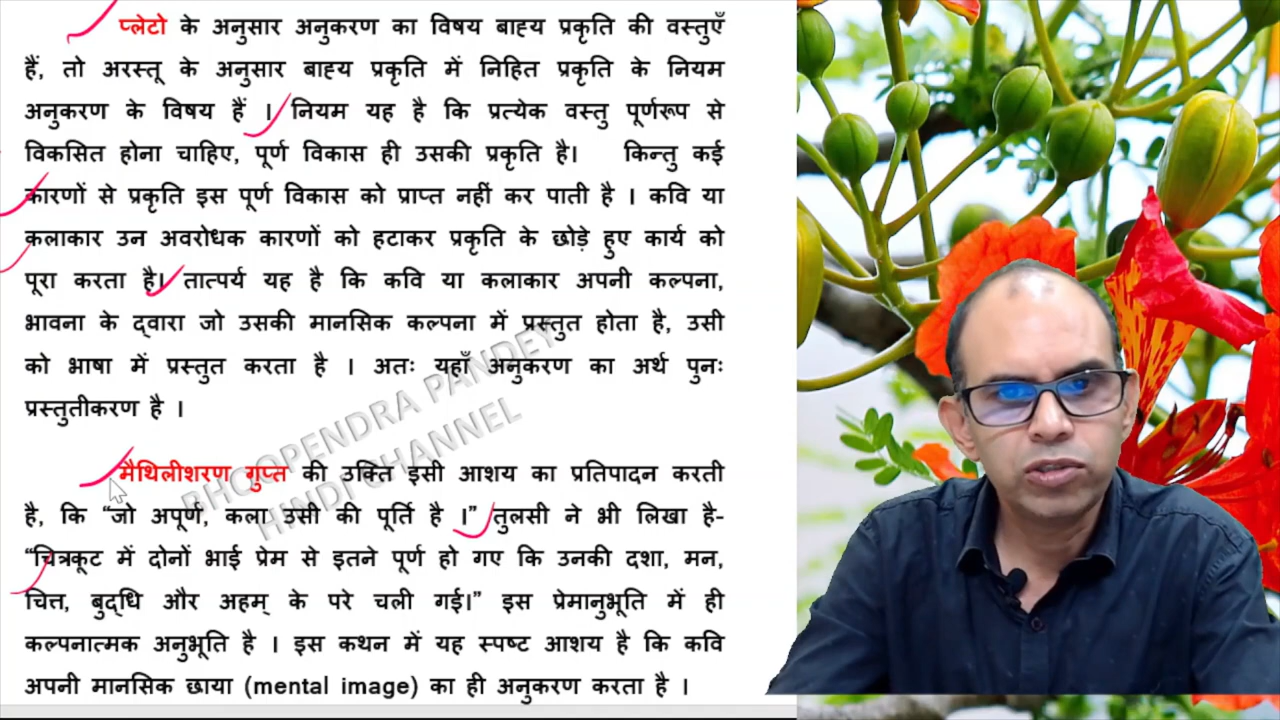 प्लेटो के अनुसार अनुकरण का विषय बाह्य प्रकृति की वस्तुएँ
हैं, तो अरस्तू के अनुसार बाह्य प्रकृति में निहित प्रकृति के नियम
अनुकरण के विषय हैं । नियम यह है कि प्रत्येक वस्तु पूर्णरूप से
विकसित होना चाहिए, पूर्ण विकास ही उसकी प्रकृति है। किन्तु कई
कारणों से प्रकृति इस पूर्ण विकास को प्राप्त नहीं कर पाती है । कवि या
कलाकार उन अवरोधक कारणों को हटाकर प्रकृति के छोड़े हुए कार्य को
पूरा करता है। तात्पर्य यह है कि कवि या कलाकार अपनी कल्पना,
भावना के द्वारा जो उसकी मानसिक कल्पना में प्रस्तुत होता है, उसी
को भाषा में प्रस्तुत करता है । अतः यहाँ अनुकरण का अर्थ पुनः
प्रस्तुतीकरण है ।
मैथिलीशरण गुप्त की उक्ति इसी आशय का प्रतिपादन करती
है, कि “जो अपूर्ण, कला उसी की पूर्ति है ।” तुलसी ने भी लिखा है-
“चित्रकूट में दोनों भाई प्रेम से इतने पूर्ण हो गए कि उनकी दशा, मन,
चित्त, बुद्धि और अहम् के परे चली गई।” इस प्रेमानुभूति में ही
कल्पनात्मक अनुभूति है । इस कथन में यह स्पष्ट आशय है कि कवि
अपनी मानसिक छाया (mental image) का ही अनुकरण करता है ।
BHOOPENDRA PANDEY
HINDI CHANNEL